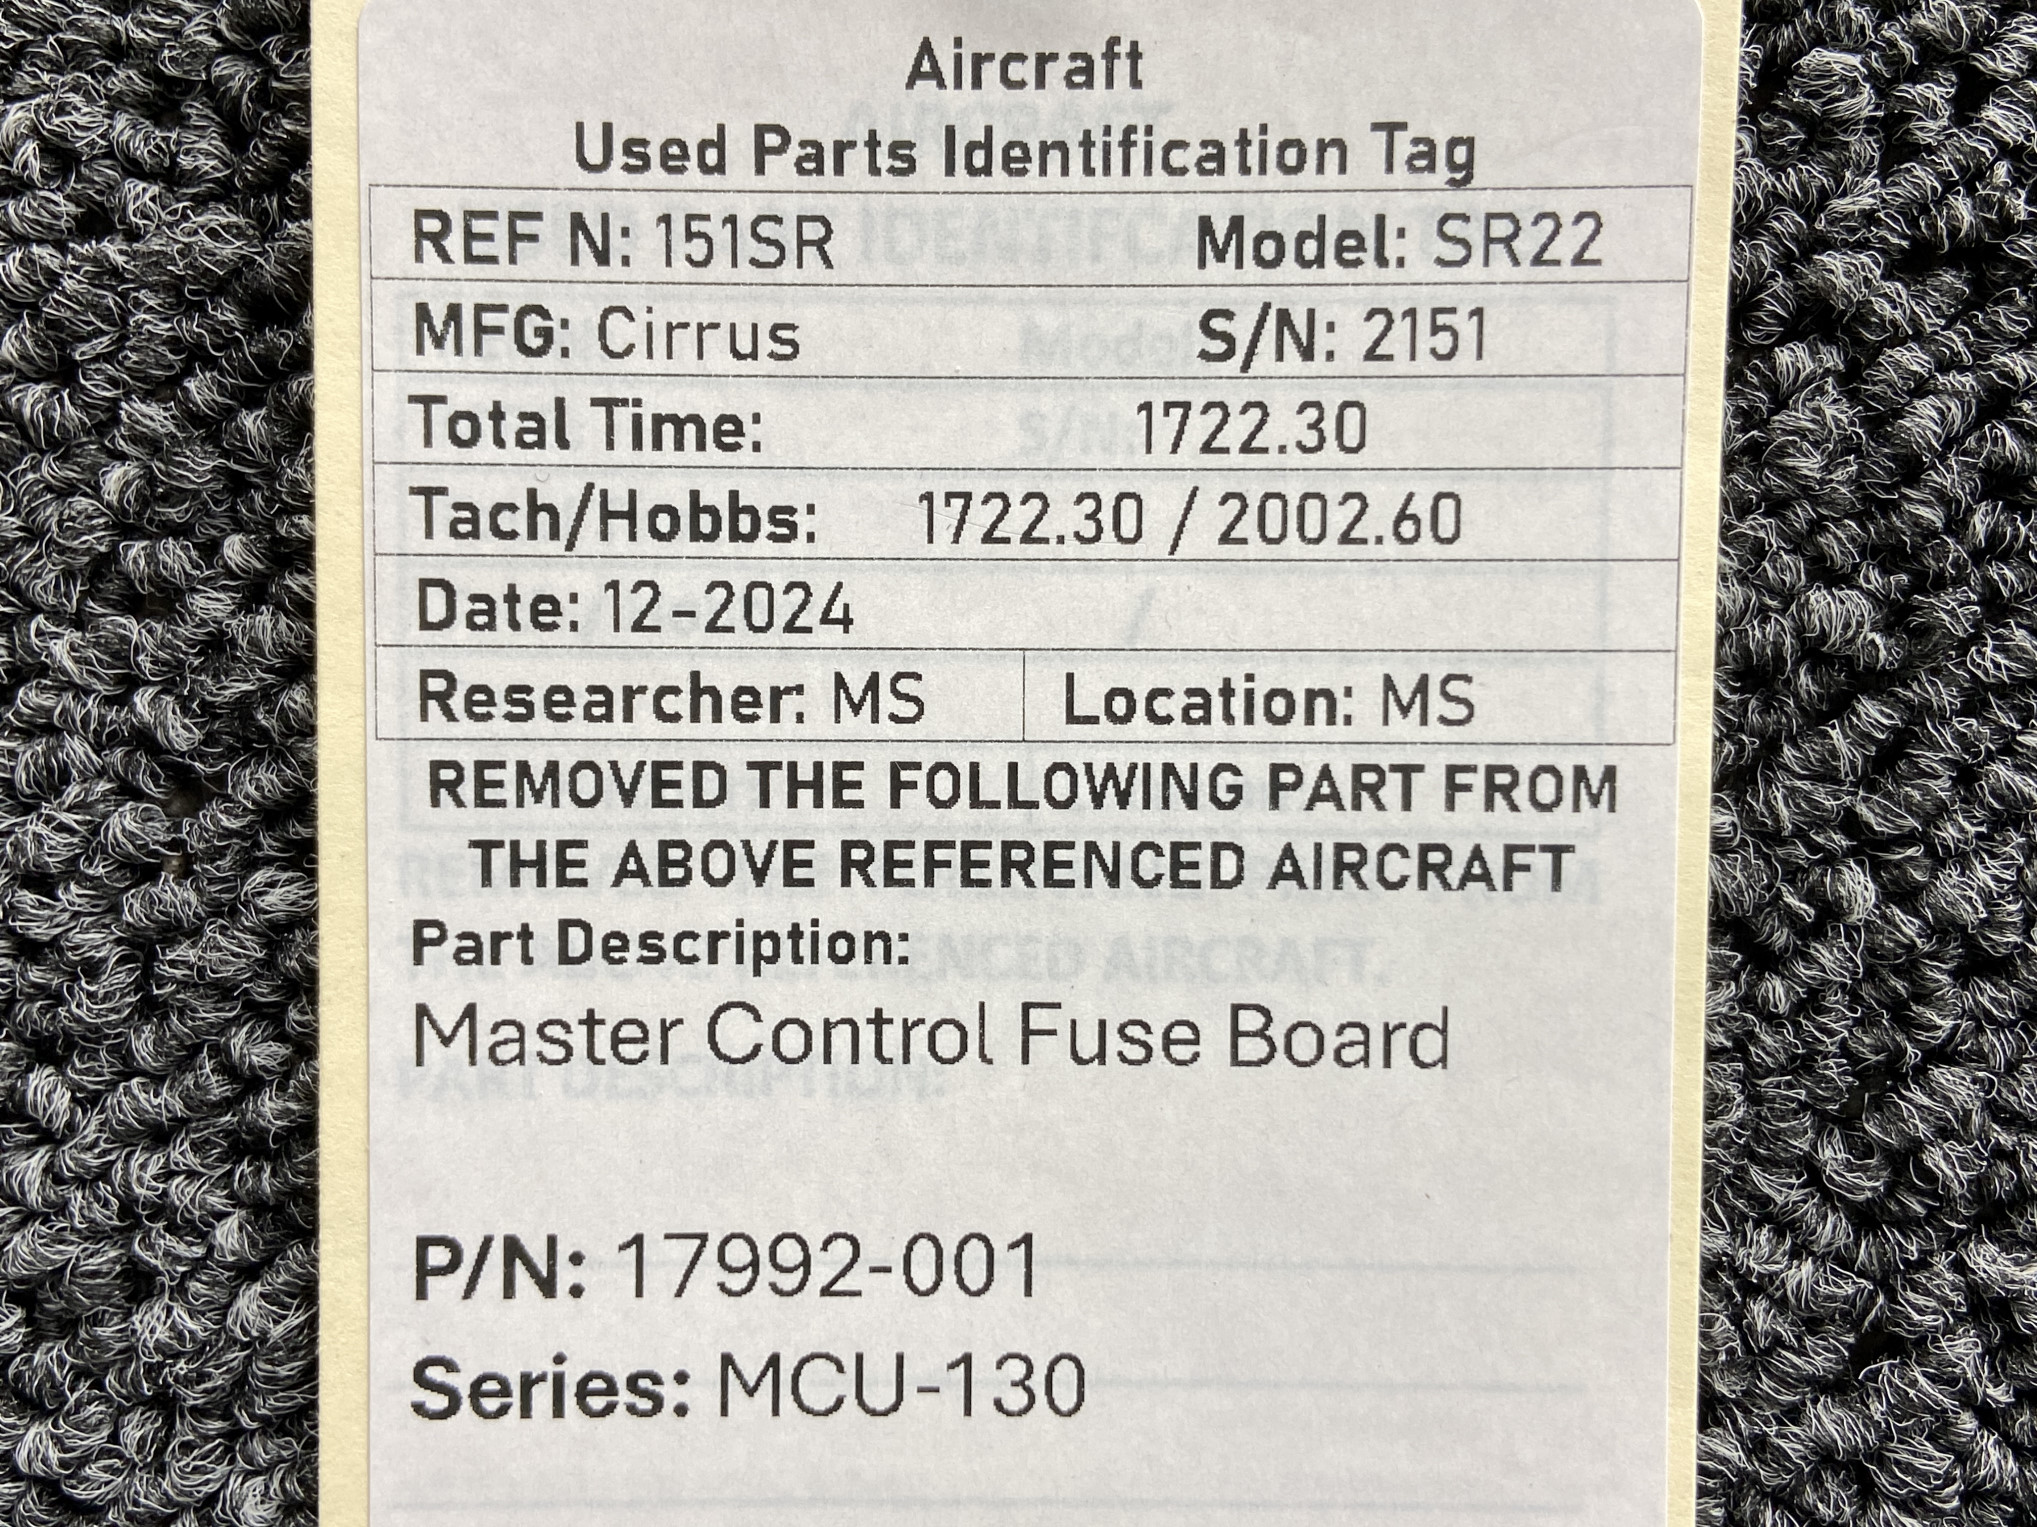 Aircraft
Used Parts Identification Tag
REF N: 151SR Model: SR22
MFG: Cirrus S/N: 2151
Total Time: 1722.30
Tach/Hobbs: 1722.30 / 2002.60
Date: 12-2024
Researcher: MS Location: MS
REMOVED THE FOLLOWING PART FROM
THE ABOVE REFERENCED AIRCRAFT
Part Description:
Master Control Fuse Board
P/N: 17992-001
Series: MCU-130